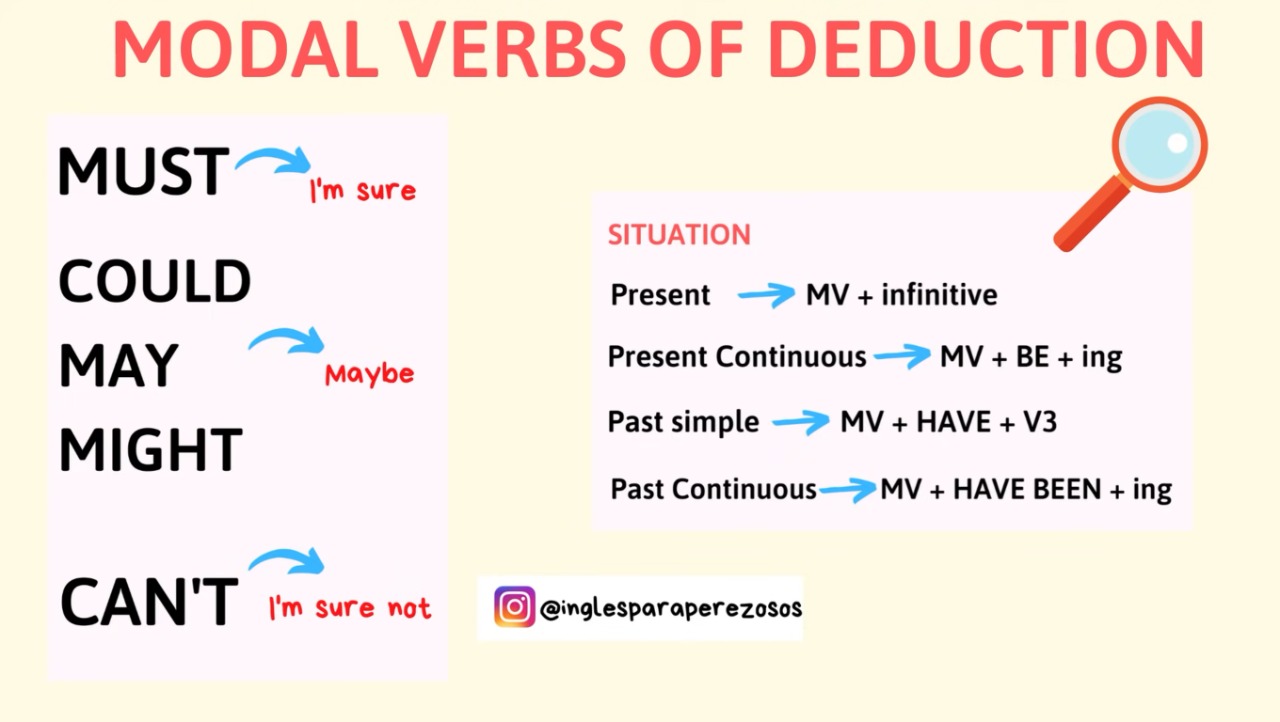 MODAL VERBS OF DEDUCTION
MUST
I'm sure
COULD
MAY
Maybe
MIGHT
CAN'T
I'm sure not
SITUATION
Present MV + infinitive
Present Continuous MV + BE + ing
Past simple MV + HAVE + V3
Past Continuous MV + HAVE BEEN + ing
@inglesparaperezosos